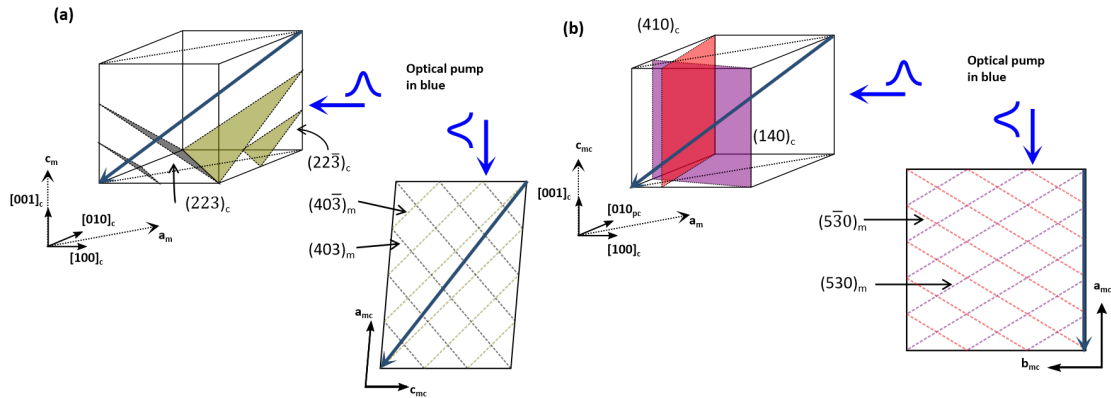 (a)
Optical pump
in blue
(22̅3̅)_c
(223)_c
c_m
[001]_c
[010]_c
a_m
[100]_c
(403̅)_m
(403)_m
a_mc
c_mc
(b)
(410)_c
Optical pump
in blue
(140)_c
c_mc
[001]_c
[010_pc
a_m
[100]_c
(53̅0)_m
(530)_m
a_mc
b_mc